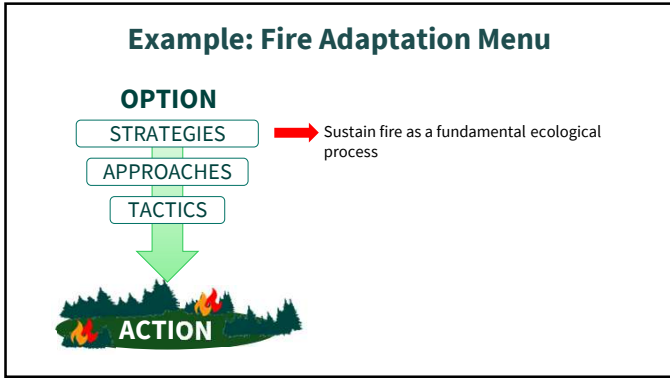 Example: Fire Adaptation Menu
OPTION
STRATEGIES
Sustain fire as a fundamental ecological
process
APPROACHES
TACTICS
ACTION